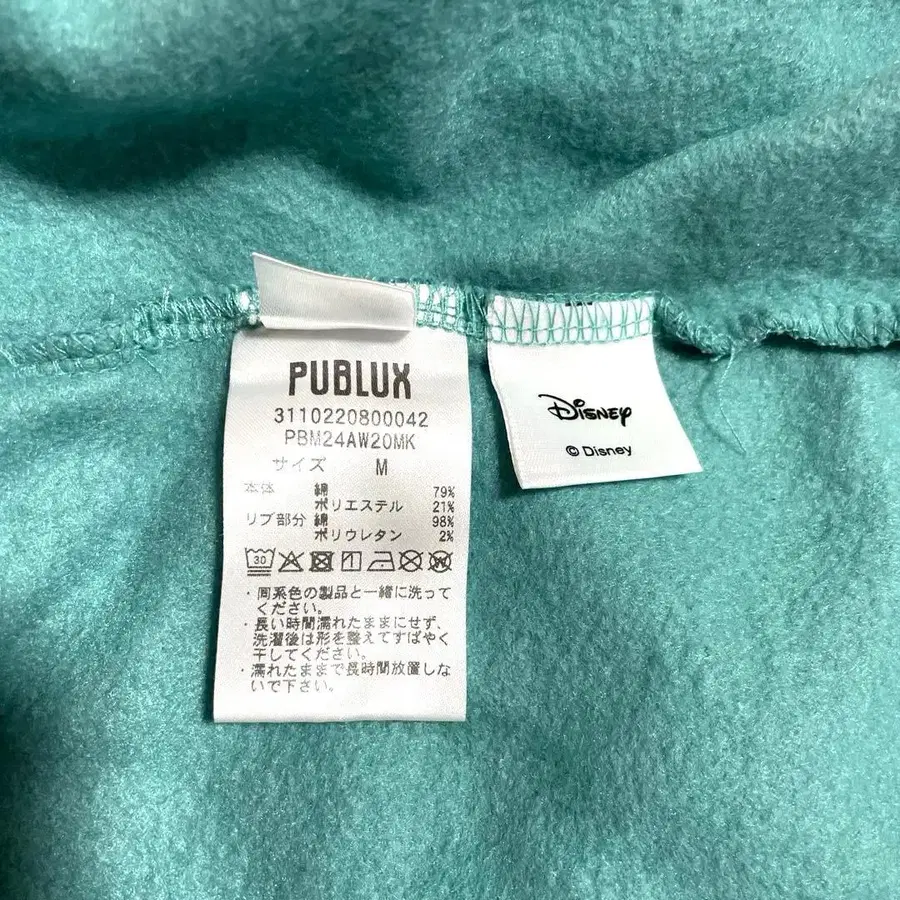 PUBLUX
3110220800042
PBM24AW20MK
サイズ M
本体 綿 79%
ポリエステル 21%
リブ部分 綿 98%
ポリウレタン 2%
30
・同系色の製品と一緒に洗って
ください。
・長い時間濡れたままにせず、
洗濯後は形を整えてすばやく
干してください。
・濡れたままで長時間放置しな
いで下さい。
Disney
© Disney